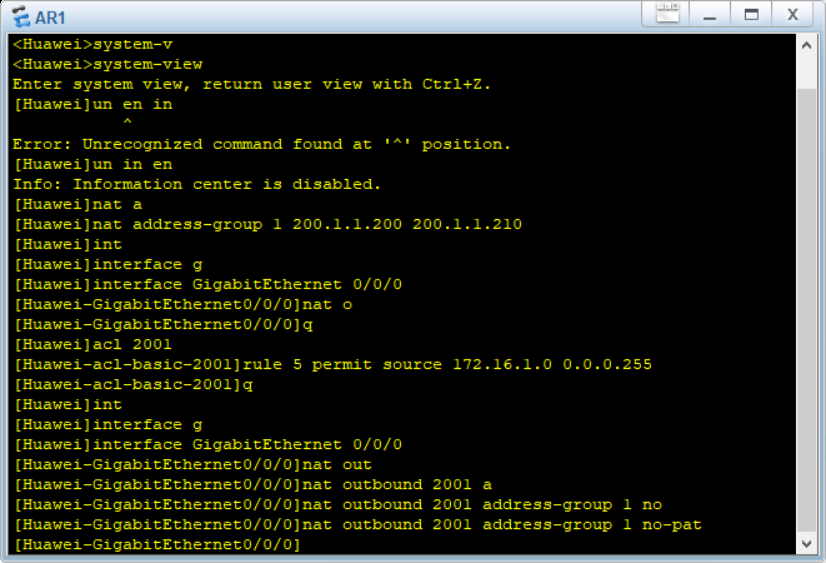 AR1
<Huawei>system-v
<Huawei>system-view
Enter system view, return user view with Ctrl+Z.
[Huawei]un en in
^
Error: Unrecognized command found at '^' position.
[Huawei]un in en
Info: Information center is disabled.
[Huawei]nat a
[Huawei]nat address-group 1 200.1.1.200 200.1.1.210
[Huawei]int
[Huawei]interface g
[Huawei]interface GigabitEthernet 0/0/0
[Huawei-GigabitEthernet0/0/0]nat o
[Huawei-GigabitEthernet0/0/0]q
[Huawei]acl 2001
[Huawei-acl-basic-2001]rule 5 permit source 172.16.1.0 0.0.0.255
[Huawei-acl-basic-2001]q
[Huawei]int
[Huawei]interface g
[Huawei]interface GigabitEthernet 0/0/0
[Huawei-GigabitEthernet0/0/0]nat out
[Huawei-GigabitEthernet0/0/0]nat outbound 2001 a
[Huawei-GigabitEthernet0/0/0]nat outbound 2001 address-group 1 no
[Huawei-GigabitEthernet0/0/0]nat outbound 2001 address-group 1 no-pat
[Huawei-GigabitEthernet0/0/0]